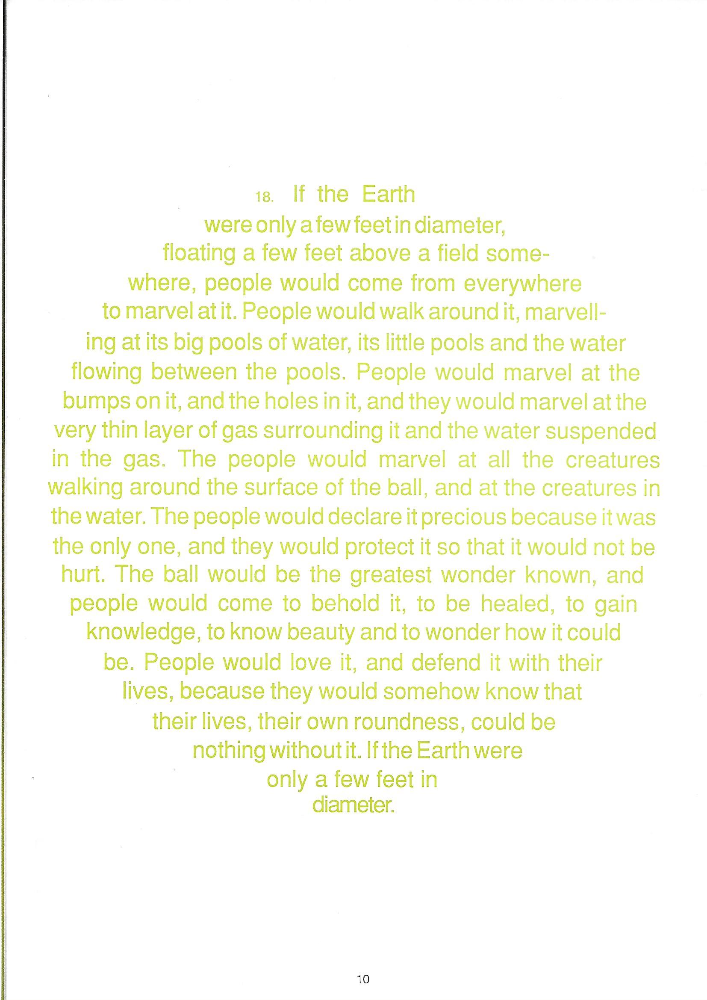 18. If the Earth
were only a few feet in diameter,
floating a few feet above a field some-
where, people would come from everywhere
to marvel at it. People would walk around it, marvell-
ing at its big pools of water, its little pools and the water
flowing between the pools. People would marvel at the
bumps on it, and the holes in it, and they would marvel at the
very thin layer of gas surrounding it and the water suspended
in the gas. The people would marvel at all the creatures
walking around the surface of the ball, and at the creatures in
the water. The people would declare it precious because it was
the only one, and they would protect it so that it would not be
hurt. The ball would be the greatest wonder known, and
people would come to behold it, to be healed, to gain
knowledge, to know beauty and to wonder how it could
be. People would love it, and defend it with their
lives, because they would somehow know that
their lives, their own roundness, could be
nothing without it. If the Earth were
only a few feet in
diameter.
10